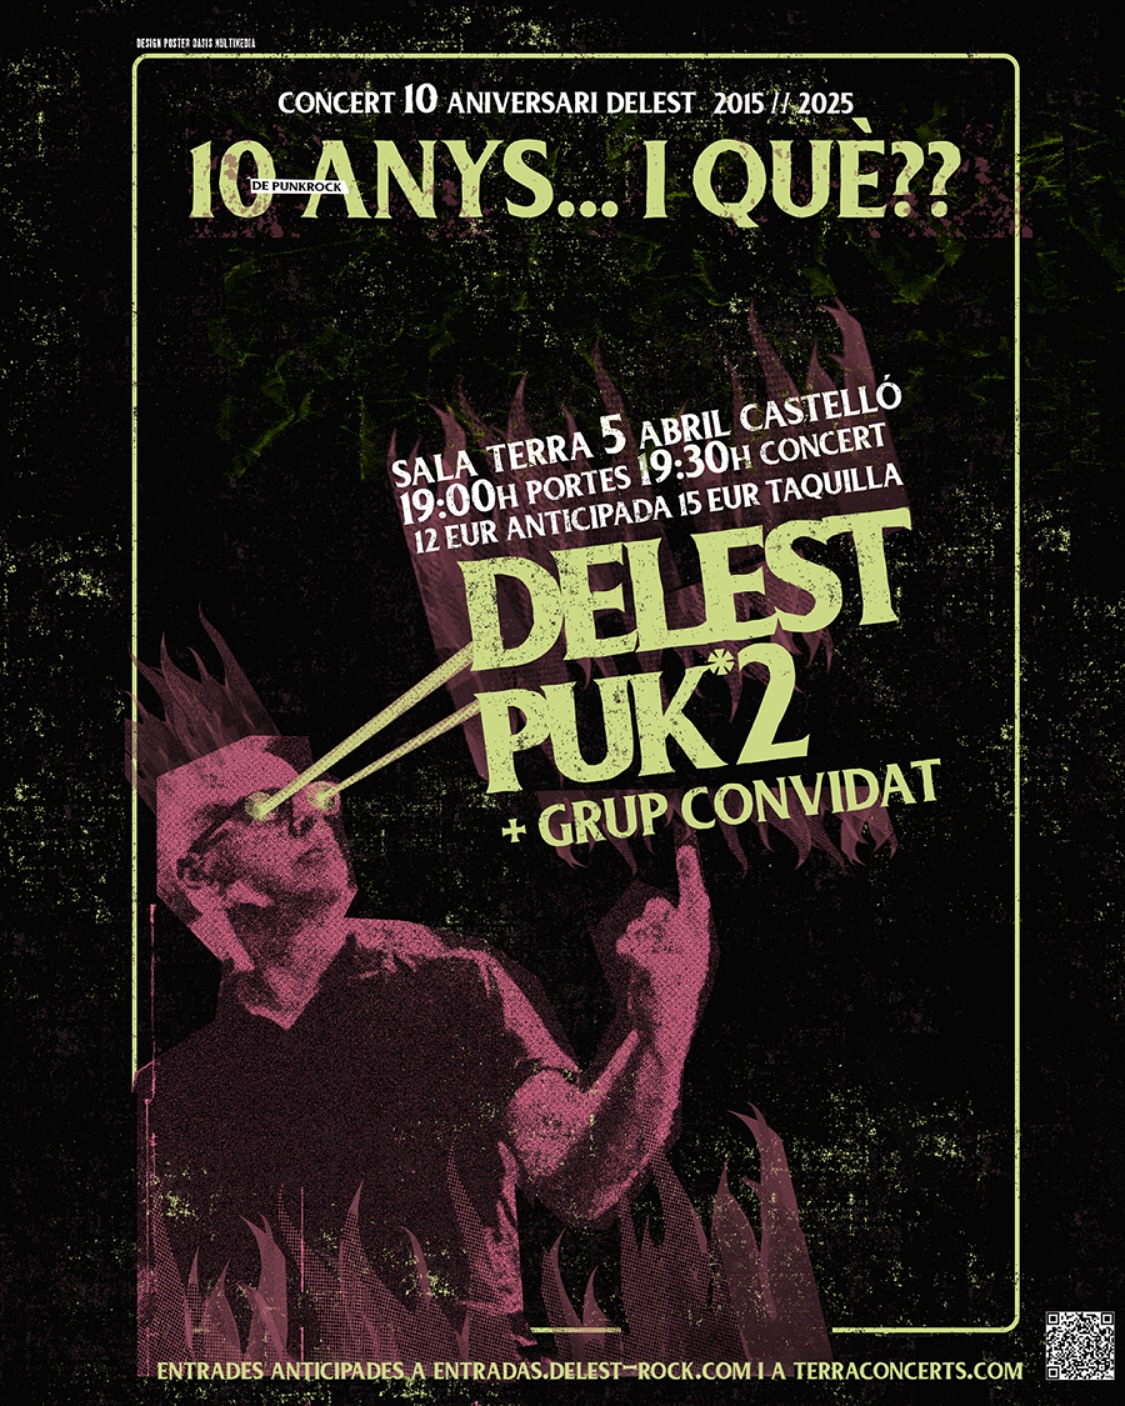 DESIGN POSTER OASIS MULTIMEDIA
CONCERT 10 ANIVERSARI DELEST 2015 // 2025
10 ANYS... I QUÈ??
DE PUNKROCK
SALA TERRA 5 ABRIL CASTELLÓ
19:00H PORTES 19:30H CONCERT
12 EUR ANTICIPADA 15 EUR TAQUILLA
DELEST
PUK*2
+ GRUP CONVIDAT
ENTRADES ANTICIPADES A ENTRADAS.DELEST-ROCK.COM I A TERRACONCERTS.COM